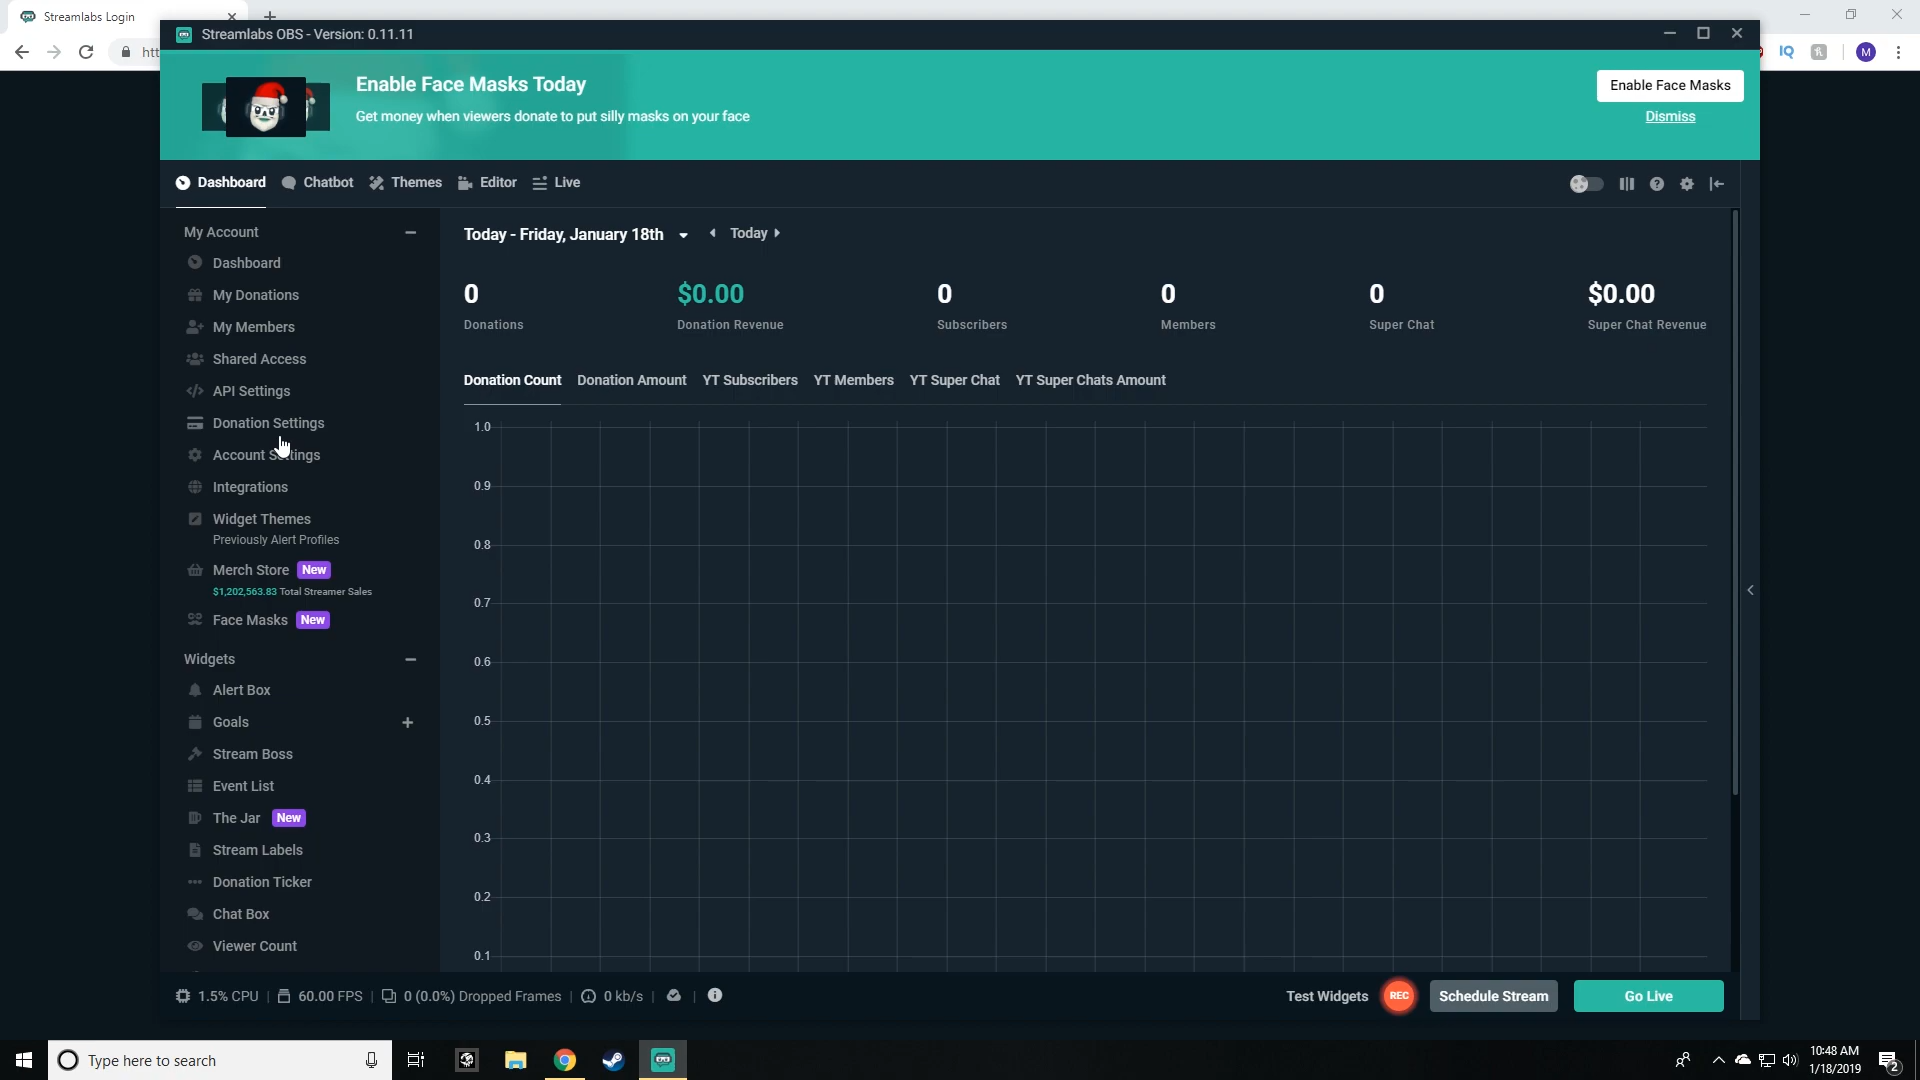 Streamlabs Login
Streamlabs OBS - Version: 0.11.11
htt
IQ
M
Enable Face Masks Today
Get money when viewers donate to put silly masks on your face
Enable Face Masks
Dismiss
Dashboard
Chatbot
Themes
Editor
Live
My Account
Dashboard
My Donations
My Members
Shared Access
API Settings
Donation Settings
Account Settings
Integrations
Widget Themes
Previously Alert Profiles
Merch Store New
$1,202,563.83 Total Streamer Sales
Face Masks New
Widgets
Alert Box
Goals
Stream Boss
Event List
The Jar New
Stream Labels
Donation Ticker
Chat Box
Viewer Count
Today - Friday, January 18th
Today
0
Donations
$0.00
Donation Revenue
0
Subscribers
0
Members
0
Super Chat
$0.00
Super Chat Revenue
Donation Count
Donation Amount
YT Subscribers
YT Members
YT Super Chat
YT Super Chats Amount
1.0
0.9
0.8
0.7
0.6
0.5
0.4
0.3
0.2
0.1
1.5% CPU
60.00 FPS
0 (0.0%) Dropped Frames
0 kb/s
Test Widgets
REC
Schedule Stream
Go Live
Type here to search
10:48 AM
1/18/2019
2